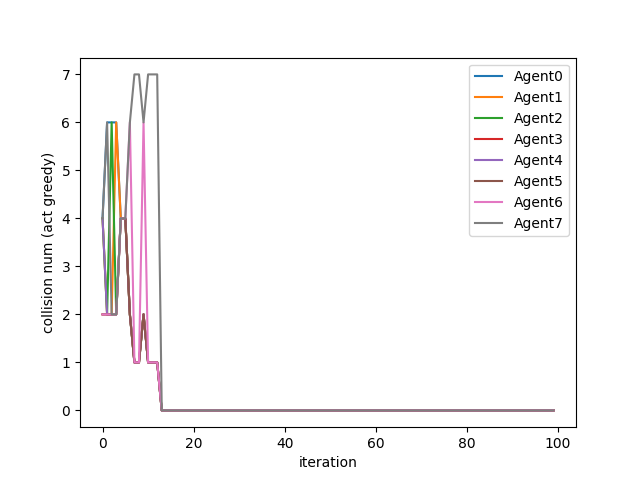 7
6
5
4
3
2
1
0
collision num (act greedy)
0 20 40 60 80 100
iteration
Agent0
Agent1
Agent2
Agent3
Agent4
Agent5
Agent6
Agent7